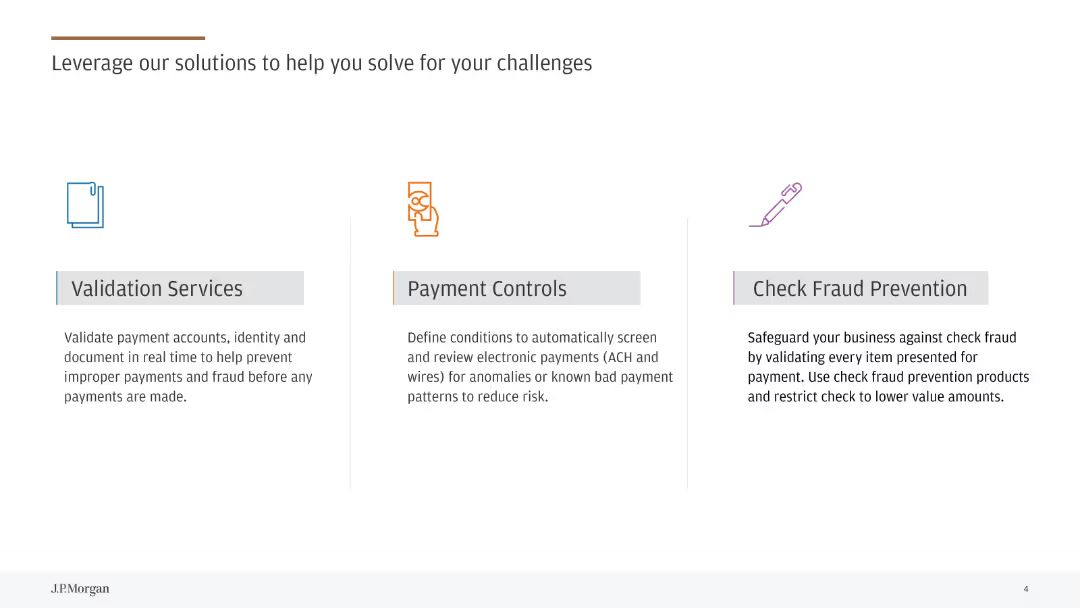 Leverage our solutions to help you solve for your challenges
Validation Services
Validate payment accounts, identity and
document in real time to help prevent
improper payments and fraud before any
payments are made.
Payment Controls
Define conditions to automatically screen
and review electronic payments (ACH and
wires) for anomalies or known bad payment
patterns to reduce risk.
Check Fraud Prevention
Safeguard your business against check fraud
by validating every item presented for
payment. Use check fraud prevention products
and restrict check to lower value amounts.
J.P.Morgan
4